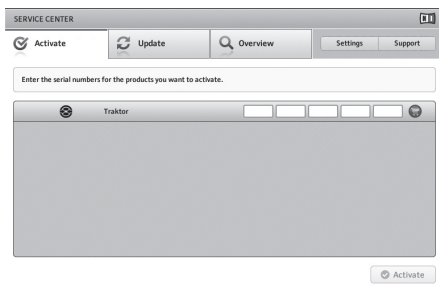 SERVICE CENTER
Activate Update Overview Settings Support
Enter the serial numbers for the products you want to activate.
Traktor
Activate